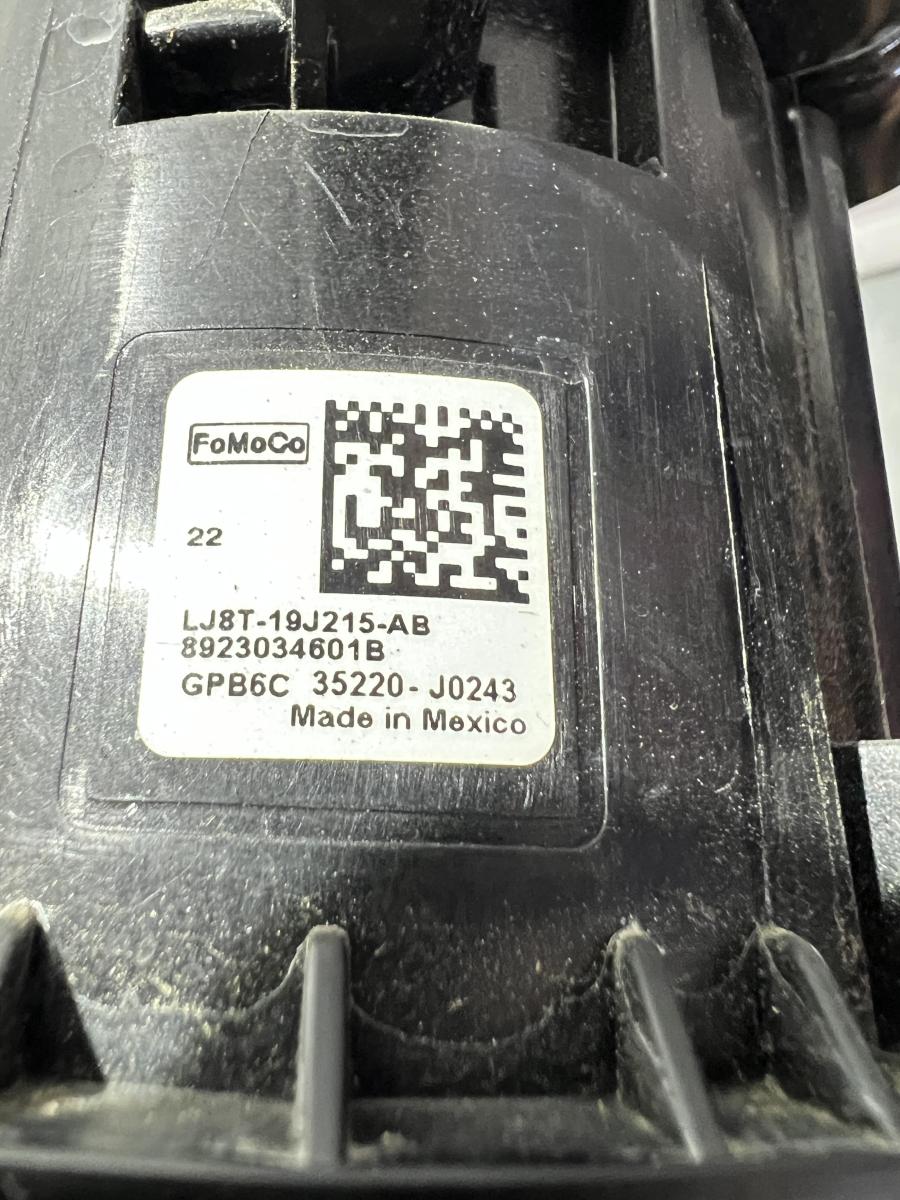 FoMoCo
22
LJ8T-19J215-AB
8923034601B
GPB6C 35220-J0243
Made in Mexico